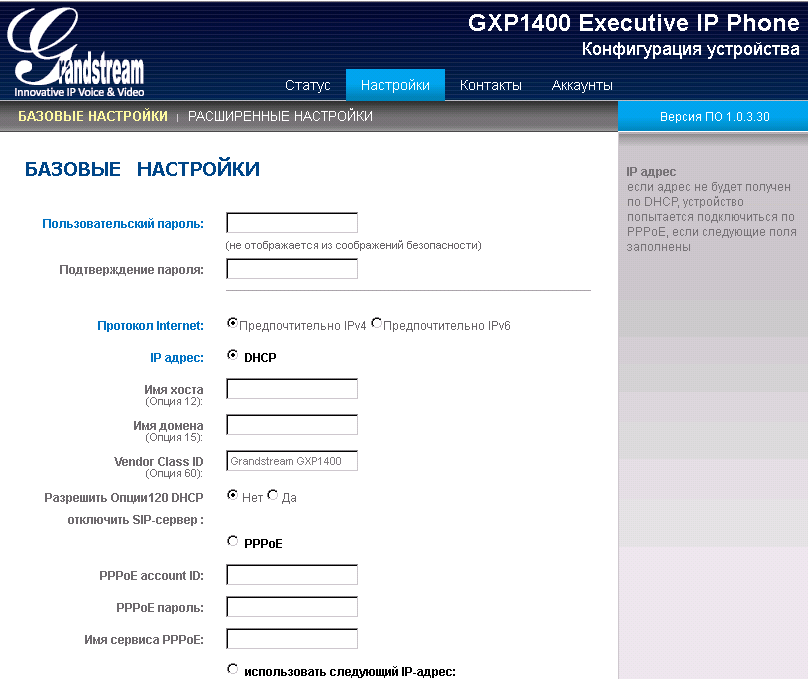 GXP1400 Executive IP Phone
Конфигурация устройства
Grandstream
Innovative IP Voice & Video
Статус Настройки Контакты Аккаунты
БАЗОВЫЕ НАСТРОЙКИ | РАСШИРЕННЫЕ НАСТРОЙКИ
Версия ПО 1.0.3.30
БАЗОВЫЕ НАСТРОЙКИ
Пользовательский пароль:
(не отображается из соображений безопасности)
Подтверждение пароля:
Протокол Internet: Предпочтительно IPv4 Предпочтительно IPv6
IP адрес: DHCP
Имя хоста
(Опция 12):
Имя домена
(Опция 15):
Vendor Class ID
(Опция 60):
Grandstream GXP1400
Разрешить Опции120 DHCP
отключить SIP-сервер :
Нет Да
PPPoE
PPPoE account ID:
PPPoE пароль:
Имя сервиса PPPoE:
использовать следующий IP-адрес:
IP адрес
если адрес не будет получен
по DHCP, устройство
попытается подключиться по
PPPoE, если следующие поля
заполнены